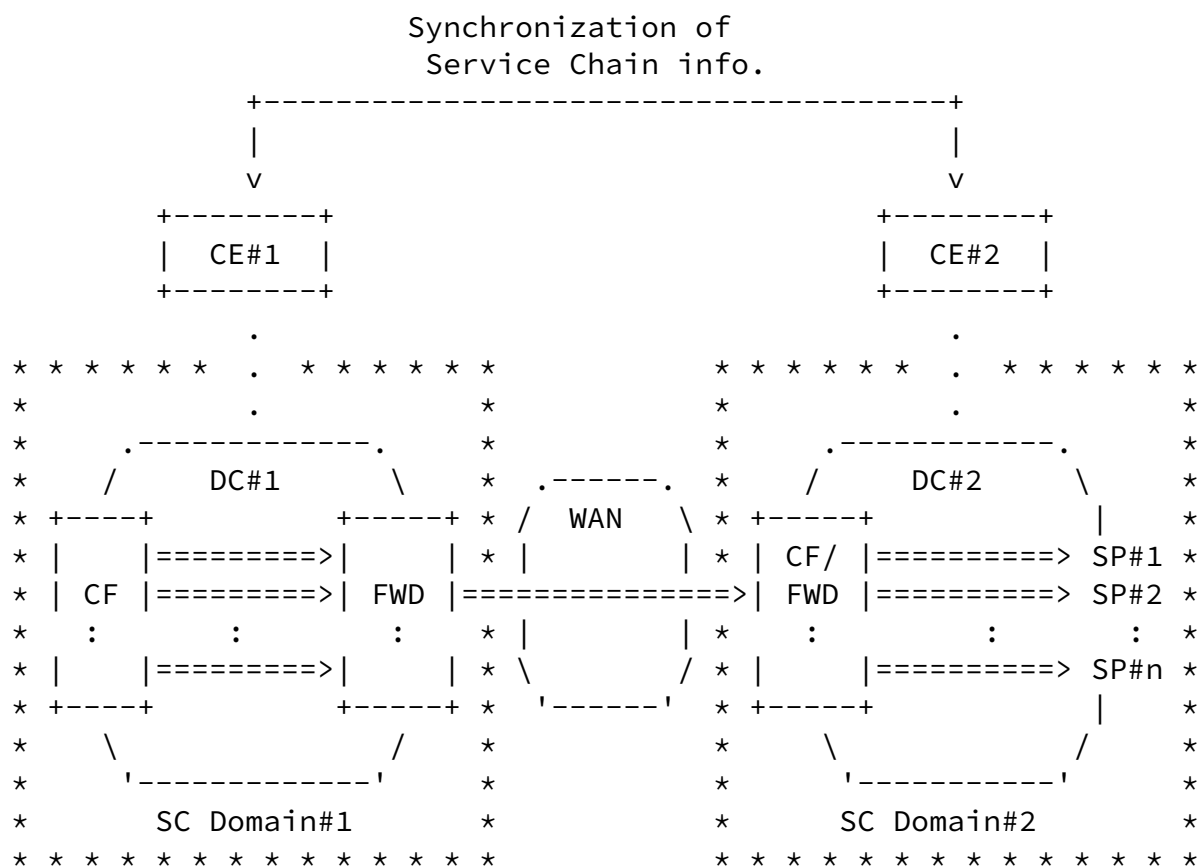 Synchronization of
Service Chain info.
CE#1 CE#2
DC#1 DC#2
WAN
CF/ SP#1
CF FWD FWD SP#2
: : : : : :
SP#n
SC Domain#1 SC Domain#2